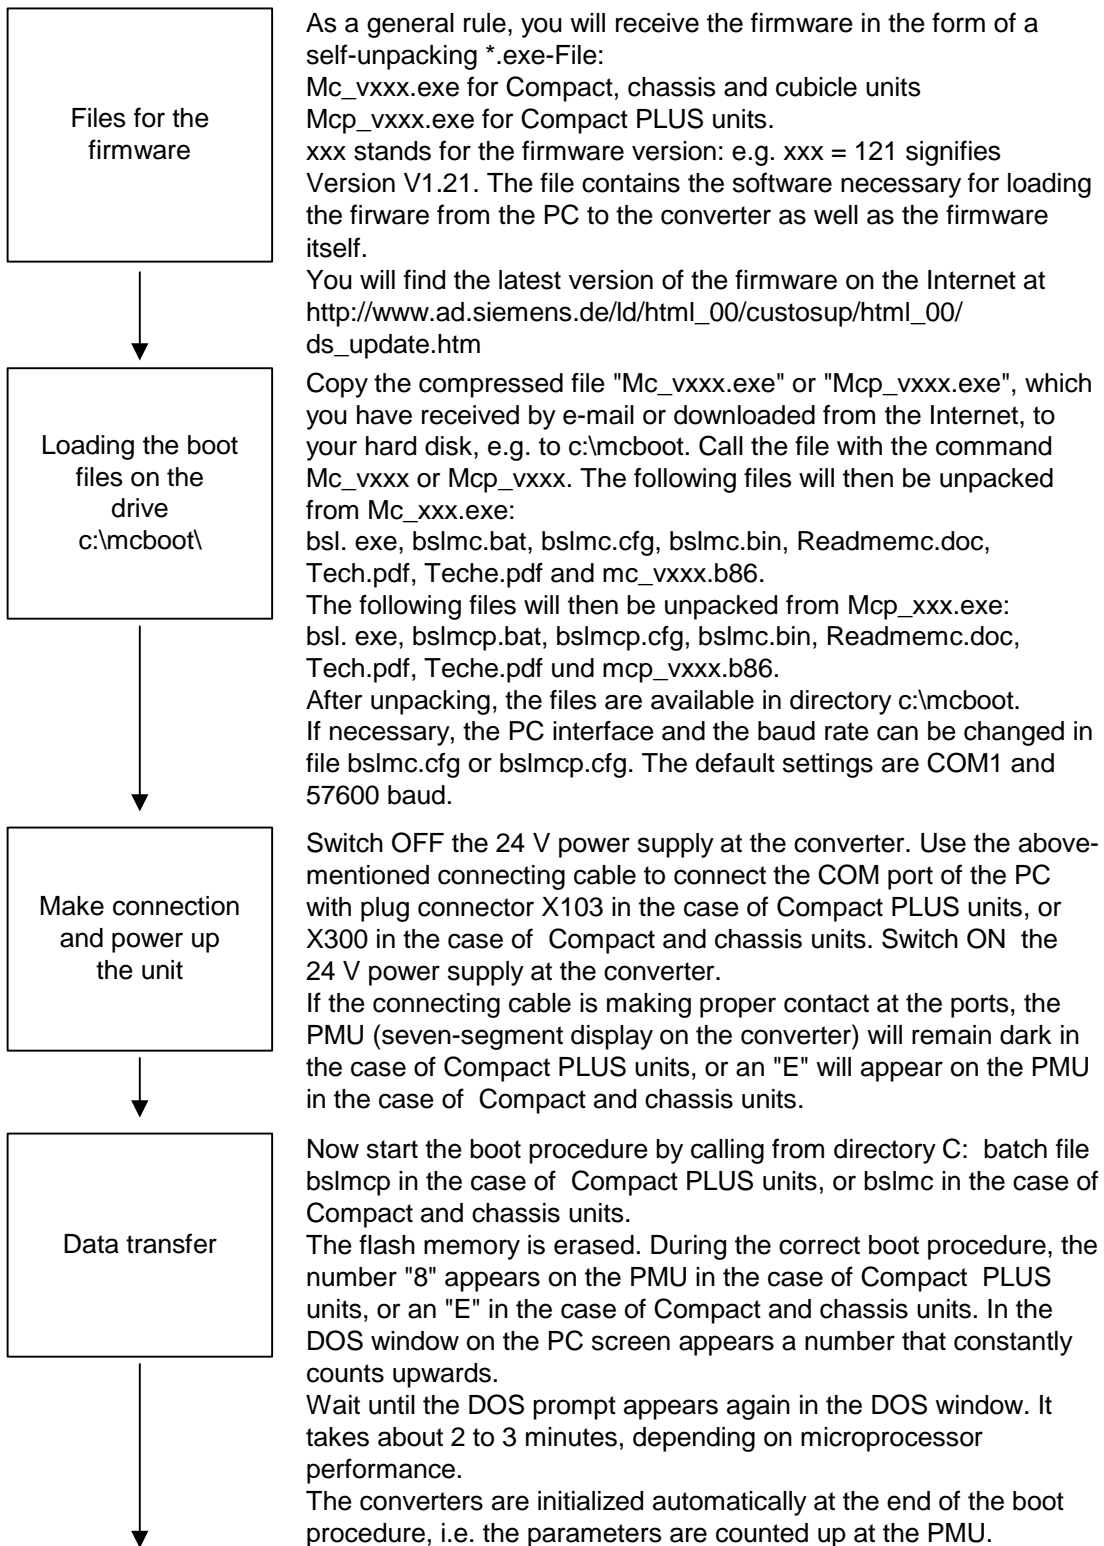 Files for the
firmware
As a general rule, you will receive the firmware in the form of a
self-unpacking *.exe-File:
Mc_vxxx.exe for Compact, chassis and cubicle units
Mcp_vxxx.exe for Compact PLUS units.
xxx stands for the firmware version: e.g. xxx = 121 signifies
Version V1.21. The file contains the software necessary for loading
the firware from the PC to the converter as well as the firmware
itself.
You will find the latest version of the firmware on the Internet at
http://www.ad.siemens.de/ld/html_00/custosup/html_00/
ds_update.htm
Loading the boot
files on the
drive
c:\mcboot\
Copy the compressed file "Mc_vxxx.exe" or "Mcp_vxxx.exe", which
you have received by e-mail or downloaded from the Internet, to
your hard disk, e.g. to c:\mcboot. Call the file with the command
Mc_vxxx or Mcp_vxxx. The following files will then be unpacked
from Mc_xxx.exe:
bsl. exe, bslmc.bat, bslmc.cfg, bslmc.bin, Readmemc.doc,
Tech.pdf, Teche.pdf and mc_vxxx.b86.
The following files will then be unpacked from Mcp_xxx.exe:
bsl. exe, bslmcp.bat, bslmcp.cfg, bslmc.bin, Readmemc.doc,
Tech.pdf, Teche.pdf und mcp_vxxx.b86.
After unpacking, the files are available in directory c:\mcboot.
If necessary, the PC interface and the baud rate can be changed in
file bslmc.cfg or bslmcp.cfg. The default settings are COM1 and
57600 baud.
Make connection
and power up
the unit
Switch OFF the 24 V power supply at the converter. Use the above-
mentioned connecting cable to connect the COM port of the PC
with plug connector X103 in the case of Compact PLUS units, or
X300 in the case of  Compact and chassis units. Switch ON  the
24 V power supply at the converter.
If the connecting cable is making proper contact at the ports, the
PMU (seven-segment display on the converter) will remain dark in
the case of Compact PLUS units, or an "E" will appear on the PMU
in the case of  Compact and chassis units.
Data transfer
Now start the boot procedure by calling from directory C:  batch file
bslmcp in the case of  Compact PLUS units, or bslmc in the case of
Compact and chassis units.
The flash memory is erased. During the correct boot procedure, the
number "8" appears on the PMU in the case of Compact  PLUS
units, or an "E" in the case of Compact and chassis units. In the
DOS window on the PC screen appears a number that constantly
counts upwards.
Wait until the DOS prompt appears again in the DOS window. It
takes about 2 to 3 minutes, depending on microprocessor
performance.
The converters are initialized automatically at the end of the boot
procedure, i.e. the parameters are counted up at the PMU.